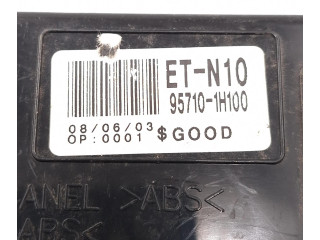 ET-N10
95710-1H100
08/06/03
OP:0001 $GOOD
ANEL >ABS<
ABS<